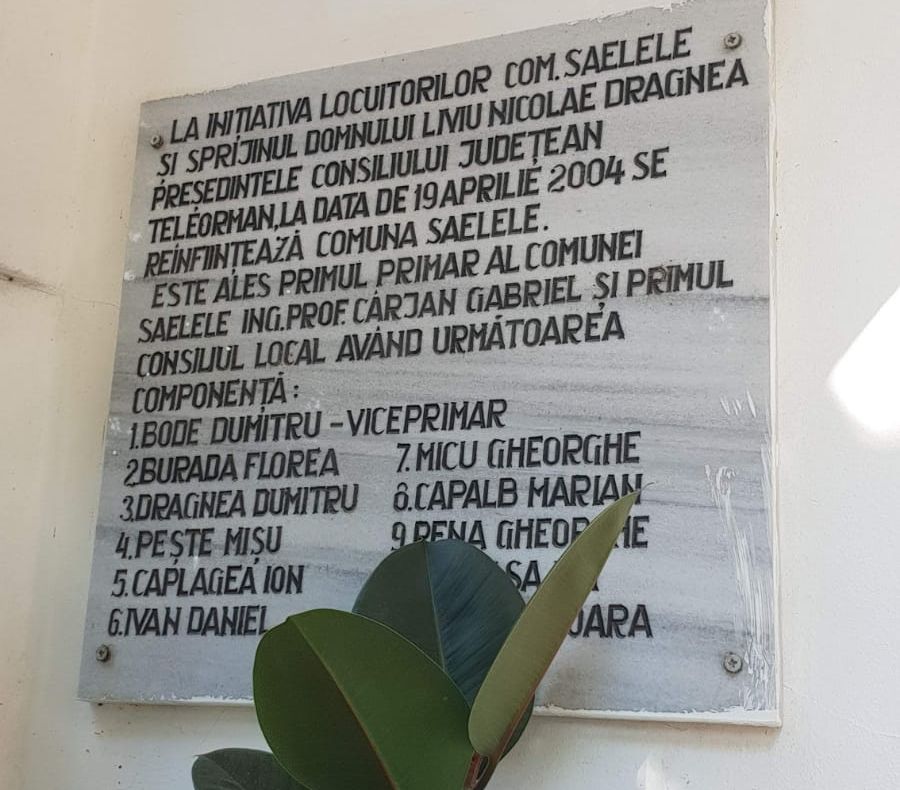 LA INIȚIATIVA LOCUITORILOR COM. SAELELE
ȘI SPRIJINUL DOMNULUI LIVIU NICOLAE DRAGNEA
PREȘEDINTELE CONSILIULUI JUDEȚEAN
TELEORMAN, LA DATA DE 19 APRILIE 2004 SE
REÎNFIINȚEAZĂ COMUNA SAELELE.
ESTE ALES PRIMUL PRIMAR AL COMUNEI
SAELELE ING. PROF. CÂRJAN GABRIEL ȘI PRIMUL
CONSILIUL LOCAL AVÂND URMĂTOAREA
COMPONENȚĂ:
1. BODE DUMITRU - VICEPRIMAR
2. BURADA FLOREA 7. MICU GHEORGHE
3. DRAGNEA DUMITRU 8. CAPALB MARIAN
4. PEȘTE MIȘU 9. PENA GHEORGHE
5. CAPLAGEA ION
6. IVAN DANIEL